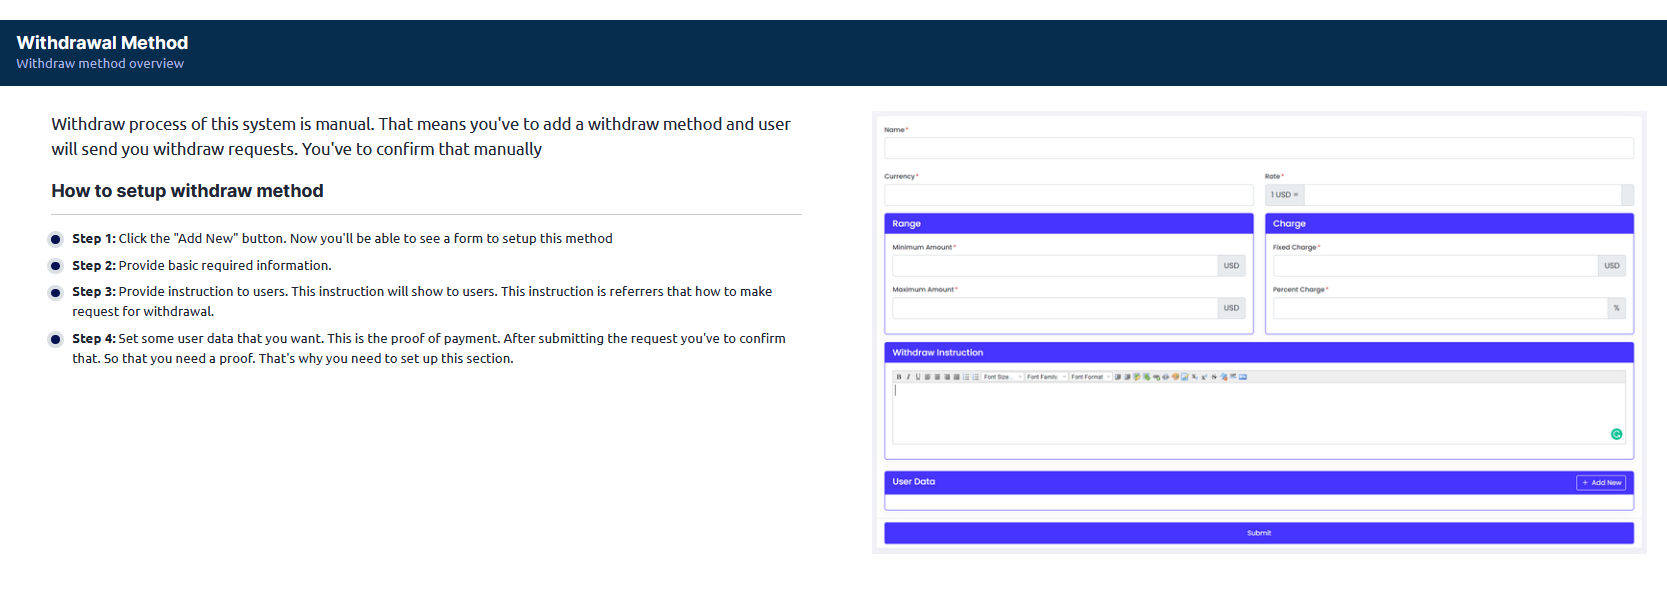 Withdrawal Method
Withdraw method overview
Withdraw process of this system is manual. That means you've to add a withdraw method and user
will send you withdraw requests. You've to confirm that manually
How to setup withdraw method
Step 1: Click the "Add New" button. Now you'll be able to see a form to setup this method
Step 2: Provide basic required information.
Step 3: Provide instruction to users. This instruction will show to users. This instruction is referrers that how to make
request for withdrawal.
Step 4: Set some user data that you want. This is the proof of payment. After submitting the request you've to confirm
that. So that you need a proof. That's why you need to set up this section.
Name*
Currency* Rate*
1 USD =
Range Charge
Minimum Amount* Fixed Charge*
USD USD
Maximum Amount* Percent Charge*
USD %
Withdraw Instruction
B I U Font Size... Font Family. Font Format
User Data + Add New
Submit